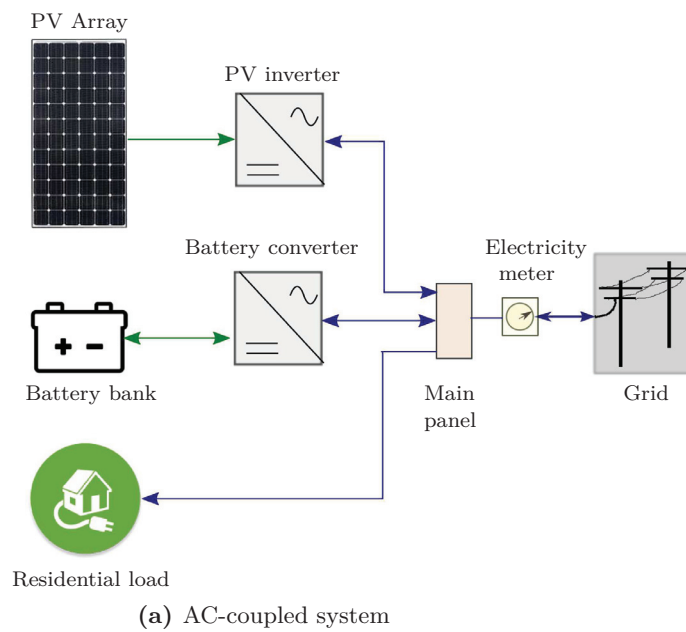 PV Array
PV inverter
Battery converter
Electricity
meter
Battery bank
Main
panel
Grid
Residential load
(a) AC-coupled system